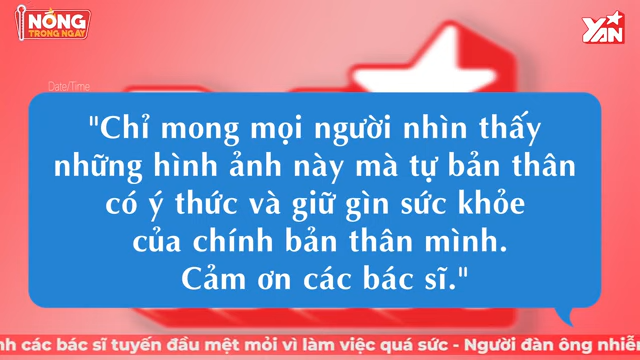 NÓNG
TRONG NGÀY
YAN
Date/Time
"Chỉ mong mọi người nhìn thấy
những hình ảnh này mà tự bản thân
có ý thức và giữ gìn sức khỏe
của chính bản thân mình.
Cảm ơn các bác sĩ."
nh các bác sĩ tuyến đầu mệt mỏi vì làm việc quá sức - Người đàn ông nhiễ